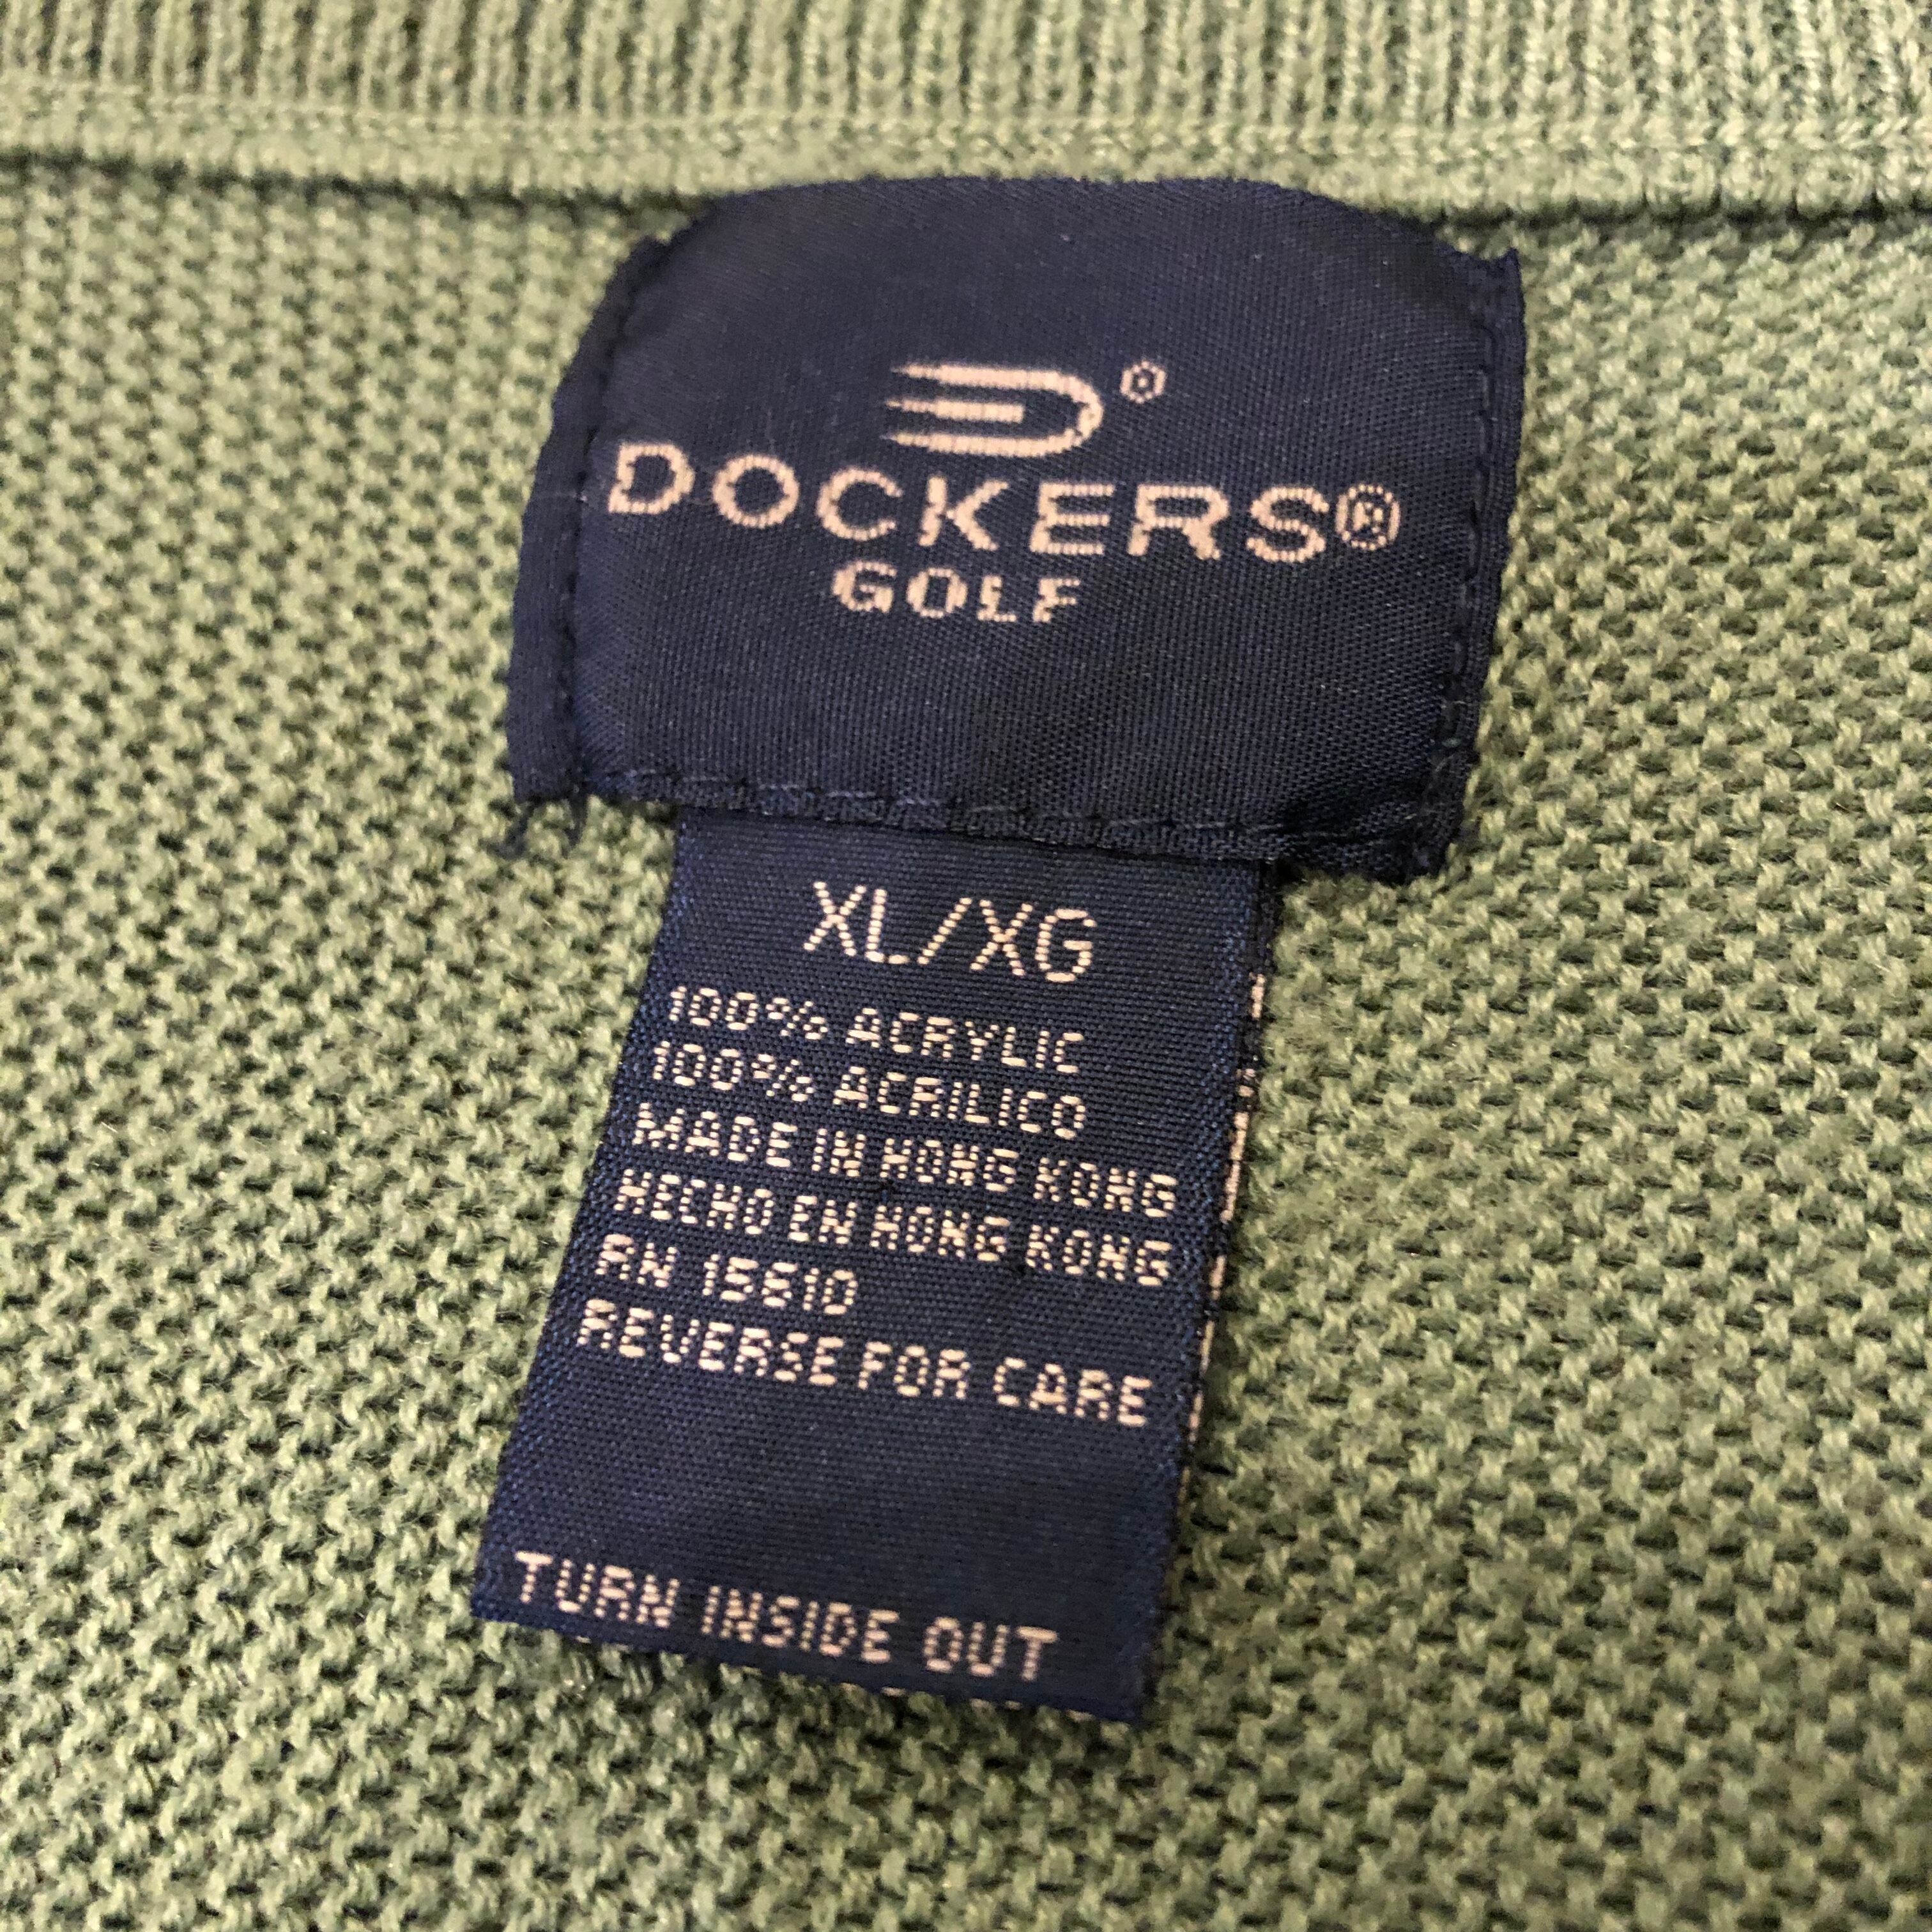 DOCKERS®
GOLF
XL/XG
100% ACRYLIC
100% ACRILICO
MADE IN HONG KONG
HECHO EN HONG KONG
RN 15610
REVERSE FOR CARE
TURN INSIDE OUT